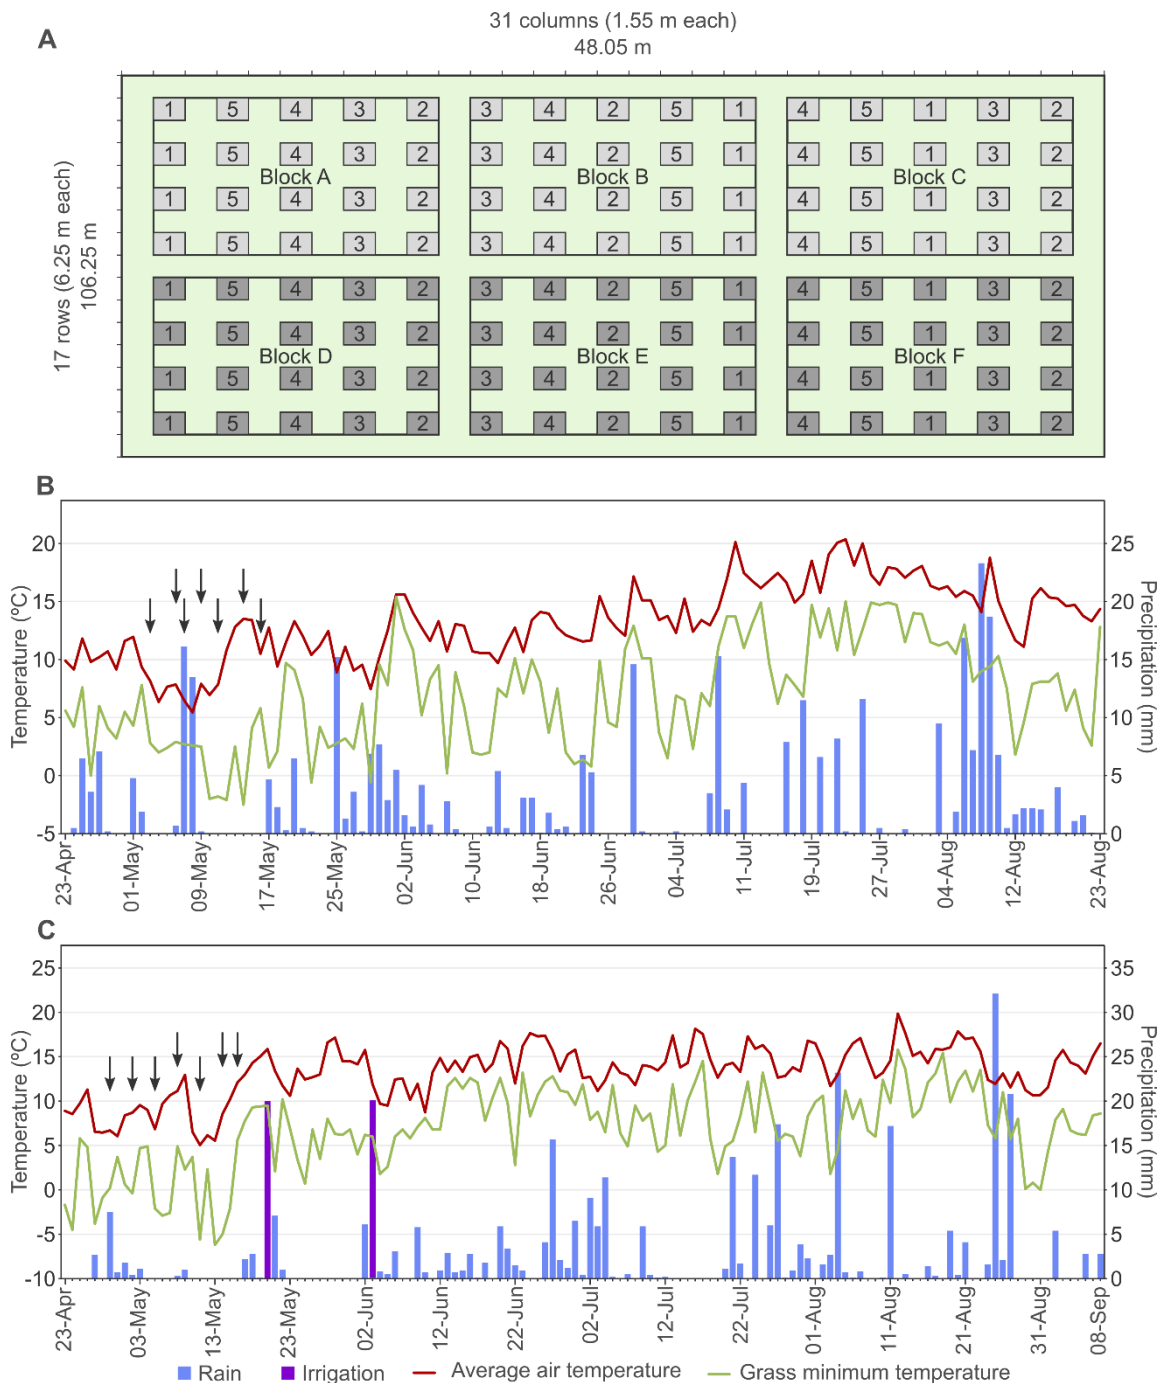 31 columns (1.55 m each)
48.05 m
A
17 rows (6.25 m each)
106.25 m
1 5 4 3 2 3 4 2 5 1 4 5 1 3 2
1 5 4 3 2 3 4 2 5 1 4 5 1 3 2
Block A Block B Block C
1 5 4 3 2 3 4 2 5 1 4 5 1 3 2
1 5 4 3 2 3 4 2 5 1 4 5 1 3 2
1 5 4 3 2 3 4 2 5 1 4 5 1 3 2
1 5 4 3 2 3 4 2 5 1 4 5 1 3 2
Block D Block E Block F
1 5 4 3 2 3 4 2 5 1 4 5 1 3 2
1 5 4 3 2 3 4 2 5 1 4 5 1 3 2
B
Temperature (ºC)
20
15
10
5
0
-5
25
20
15
10
5
0
Precipitation (mm)
23-Apr
01-May
09-May
17-May
25-May
02-Jun
10-Jun
18-Jun
26-Jun
04-Jul
11-Jul
19-Jul
27-Jul
04-Aug
12-Aug
23-Aug
C
Temperature (ºC)
25
20
15
10
5
0
-5
-10
35
30
25
20
15
10
5
0
Precipitation (mm)
23-Apr
03-May
13-May
23-May
02-Jun
12-Jun
22-Jun
02-Jul
12-Jul
22-Jul
01-Aug
11-Aug
21-Aug
31-Aug
08-Sep
Rain Irrigation Average air temperature Grass minimum temperature